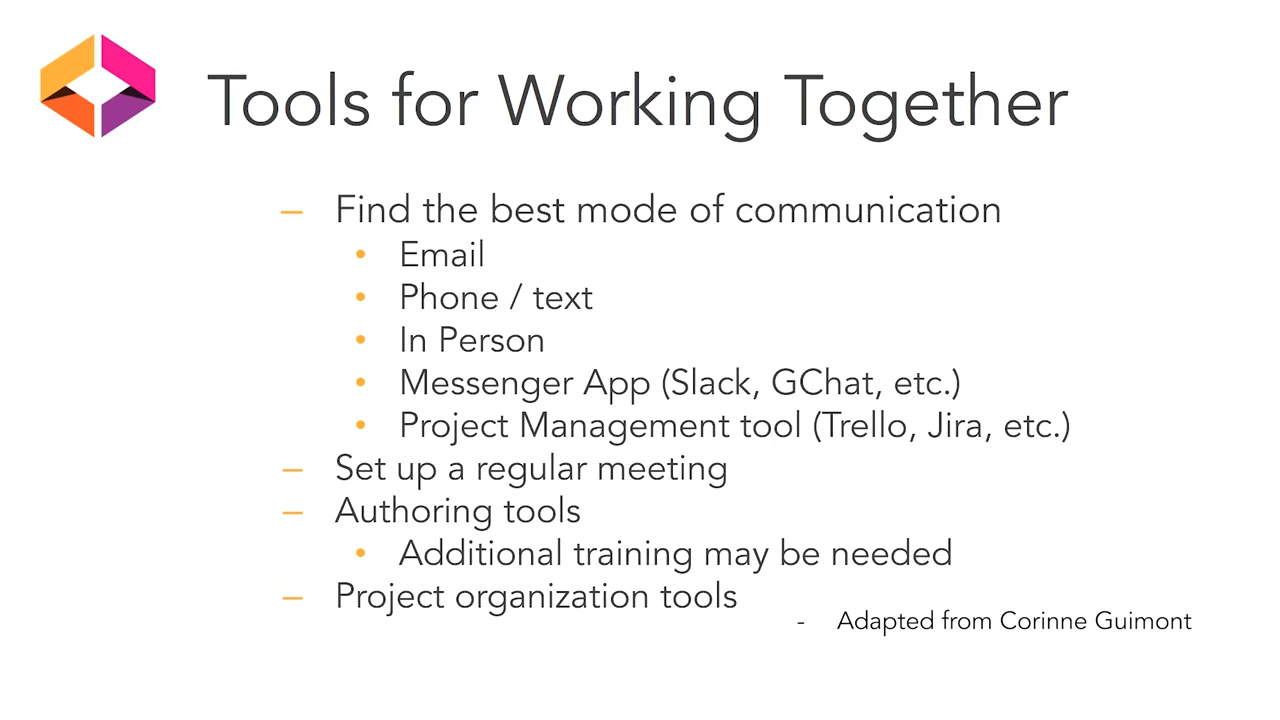 Tools for Working Together
– Find the best mode of communication
• Email
• Phone / text
• In Person
• Messenger App (Slack, GChat, etc.)
• Project Management tool (Trello, Jira, etc.)
– Set up a regular meeting
– Authoring tools
• Additional training may be needed
– Project organization tools
- Adapted from Corinne Guimont